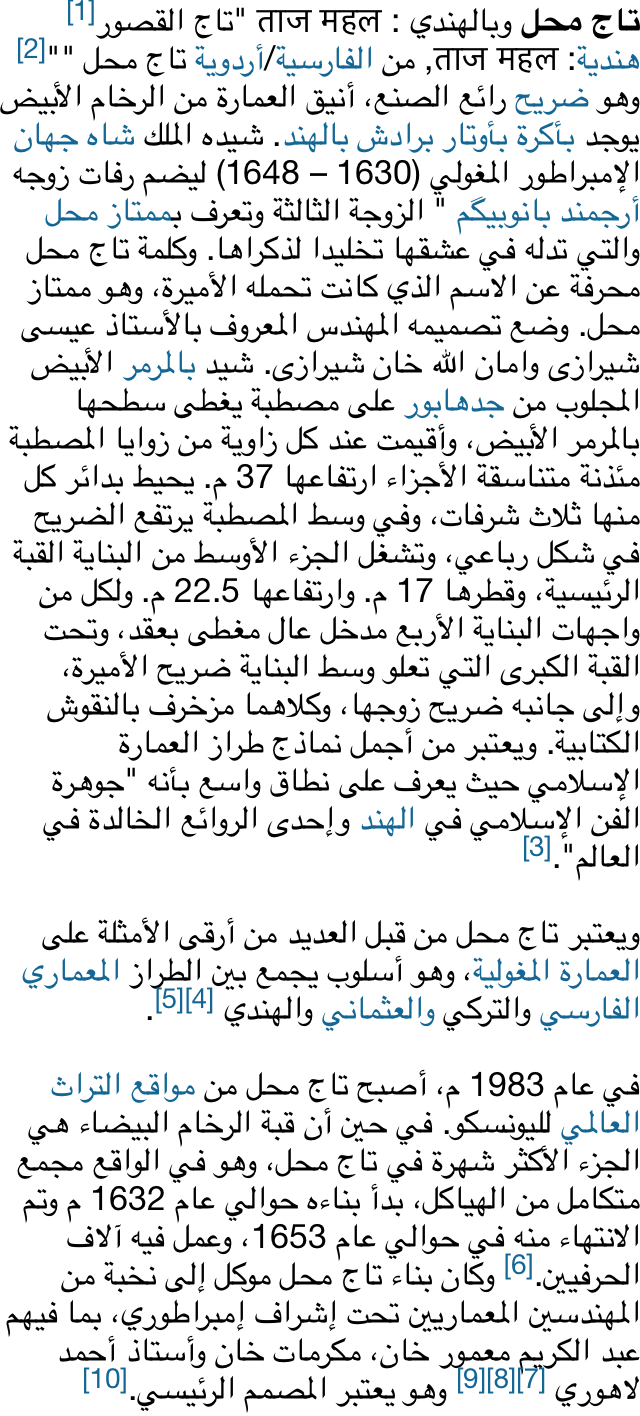 تاج محل وبالهندي : ताज महल "تاج القصور[1]
هندية: ताज महल, من الفارسية/أردوية تاج محل ""[2]
وهو ضريح رائع الصنع، أنيق العمارة من الرخام الأبيض
يوجد بأكرة بأوتار برادش بالهند. شيده الملك شاه جهان
الإمبراطور المغولي (1630 – 1648) ليضم رفات زوجه
أرجمند بانوبيگم " الزوجة الثالثة وتعرف بممتاز محل
والتي تدله في عشقها تخليدا لذكراها. وكلمة تاج محل
محرفة عن الاسم الذي كانت تحمله الأميرة، وهو ممتاز
محل. وضع تصميمه المهندس المعروف بالأستاذ عيسى
شيرازى وامان الله خان شيرازى. شيد بالمرمر الأبيض
المجلوب من جدهابور على مصطبة يغطى سطحها
بالمرمر الأبيض، وأقيمت عند كل زاوية من زوايا المصطبة
مئذنة متناسقة الأجزاء ارتفاعها 37 م. يحيط بدائر كل
منها ثلاث شرفات، وفي وسط المصطبة يرتفع الضريح
في شكل رباعي، وتشغل الجزء الأوسط من البناية القبة
الرئيسية، وقطرها 17 م. وارتفاعها 22.5 م. ولكل من
واجهات البناية الأربع مدخل عال مغطى بعقد، وتحت
القبة الكبرى التي تعلو وسط البناية ضريح الأميرة،
وإلى جانبه ضريح زوجها، وكلاهما مزخرف بالنقوش
الكتابية. ويعتبر من أجمل نماذج طراز العمارة
الإسلامي حيث يعرف على نطاق واسع بأنه "جوهرة
الفن الإسلامي في الهند وإحدى الروائع الخالدة في
العالم".[3]
ويعتبر تاج محل من قبل العديد من أرقى الأمثلة على
العمارة المغولية، وهو أسلوب يجمع بين الطراز المعماري
الفارسي والتركي والعثماني والهندي [4][5].
في عام 1983 م، أصبح تاج محل من مواقع التراث
العالمي لليونسكو. في حين أن قبة الرخام البيضاء هي
الجزء الأكثر شهرة في تاج محل، وهو في الواقع مجمع
متكامل من الهياكل، بدأ بناءه حوالي عام 1632 م وتم
الانتهاء منه في حوالي عام 1653، وعمل فيه آلاف
الحرفيين.[6] وكان بناء تاج محل موكل إلى نخبة من
المهندسين المعماريين تحت إشراف إمبراطوري، بما فيهم
عبد الكريم معمور خان، مكرمات خان وأستاذ أحمد
لاهوري [7][8][9] وهو يعتبر المصمم الرئيسي.[10]